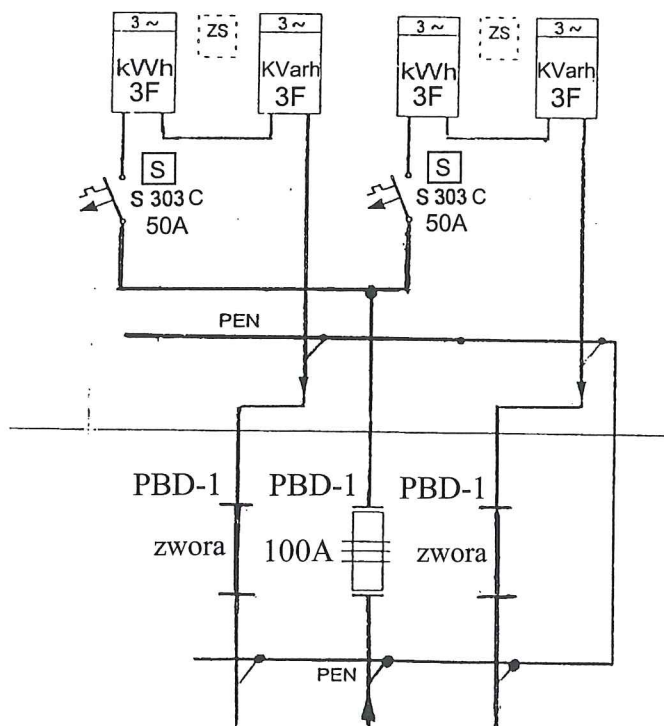 3 ~
ZS
3 ~
3 ~
ZS
3 ~
kWh
3F
KVarh
3F
kWh
3F
KVarh
3F
S
S 303 C
50A
S
S 303 C
50A
PEN
PBD-1
PBD-1
PBD-1
zwora
100A
zwora
PEN